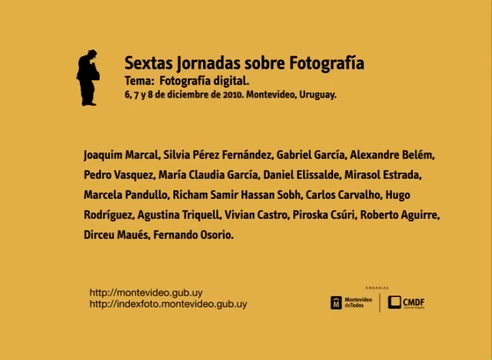 Sextas Jornadas sobre Fotografía
Tema: Fotografía digital.
6, 7 y 8 de diciembre de 2010. Montevideo, Uruguay.
Joaquim Marcal, Silvia Pérez Fernández, Gabriel García, Alexandre Belém,
Pedro Vasquez, María Claudia García, Daniel Elissalde, Mirasol Estrada,
Marcela Pandullo, Richam Samir Hassan Sobh, Carlos Carvalho, Hugo
Rodríguez, Agustina Triquell, Vivian Castro, Piroska Csúri, Roberto Aguirre,
Dirceu Maués, Fernando Osorio.
http://montevideo.gub.uy
http://indexfoto.montevideo.gub.uy
ORGANIZA
Montevideo
deTodos
CMDF